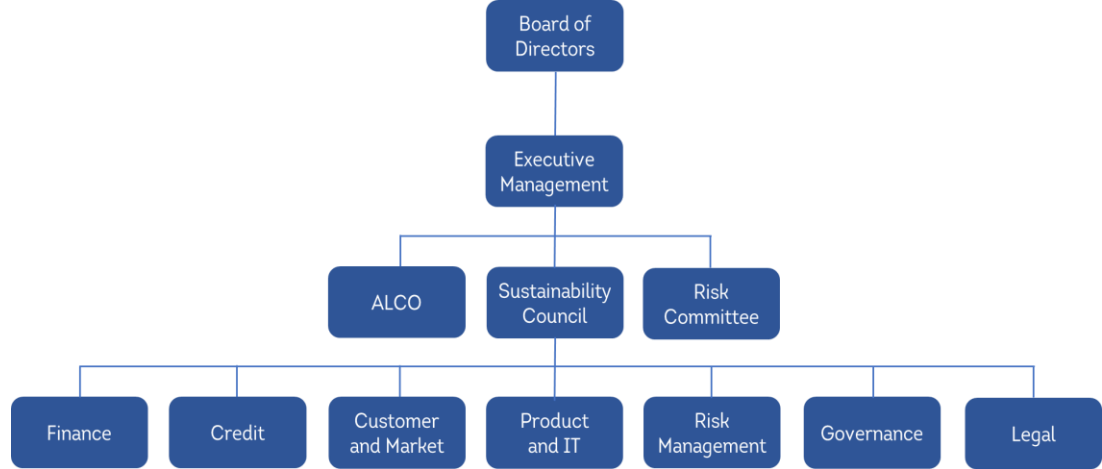 Board of
Directors
Executive
Management
ALCO
Sustainability
Council
Risk
Committee
Finance
Credit
Customer
and Market
Product
and IT
Risk
Management
Governance
Legal